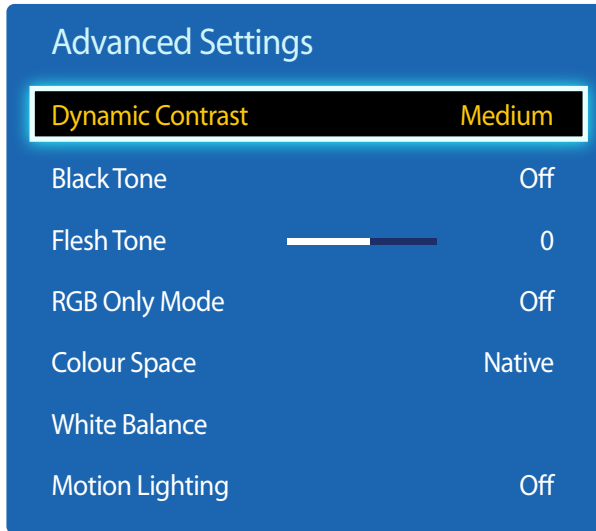 Advanced Settings
Dynamic Contrast Medium
Black Tone Off
Flesh Tone 0
RGB Only Mode Off
Colour Space Native
White Balance
Motion Lighting Off